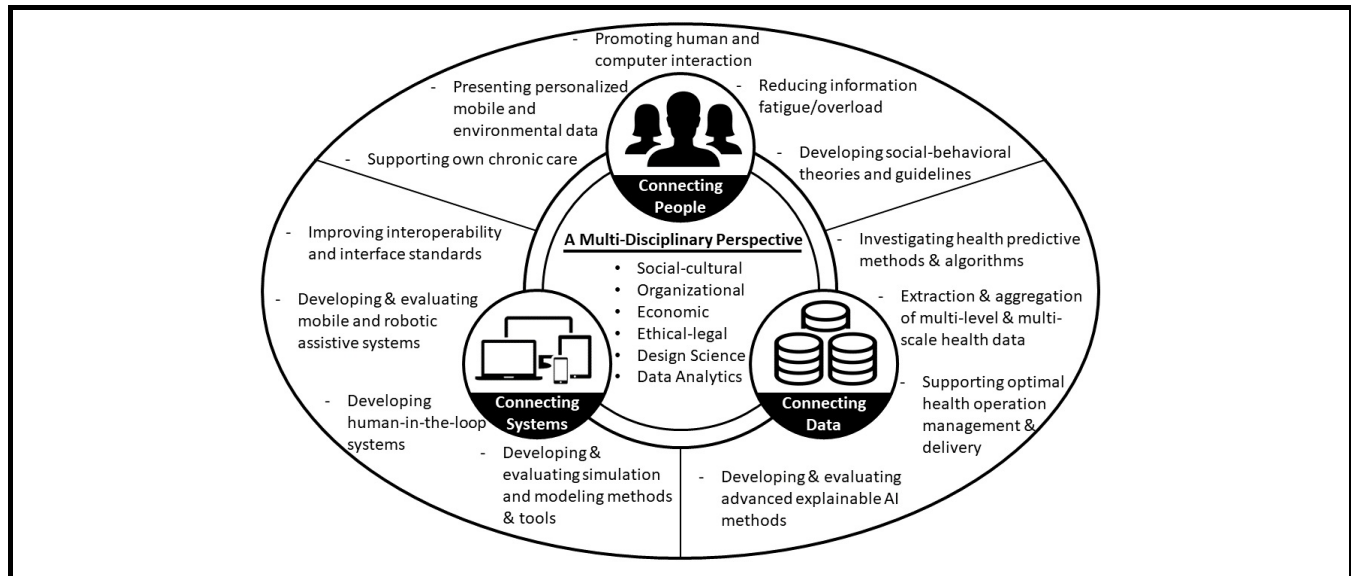 - Promoting human and
computer interaction
- Presenting personalized
mobile and
environmental data
- Reducing information
fatigue/overload
- Supporting own chronic care
- Developing social-behavioral
theories and guidelines
Connecting
People
A Multi-Disciplinary Perspective
• Social-cultural
• Organizational
• Economic
• Ethical-legal
• Design Science
• Data Analytics
- Improving interoperability
and interface standards
- Developing & evaluating
mobile and robotic
assistive systems
- Developing
human-in-the-loop
systems
- Developing &
evaluating simulation
and modeling methods
& tools
Connecting
Systems
- Investigating health predictive
methods & algorithms
- Extraction & aggregation
of multi-level & multi-
scale health data
- Supporting optimal
health operation
management &
delivery
- Developing & evaluating
advanced explainable AI
methods
Connecting
Data